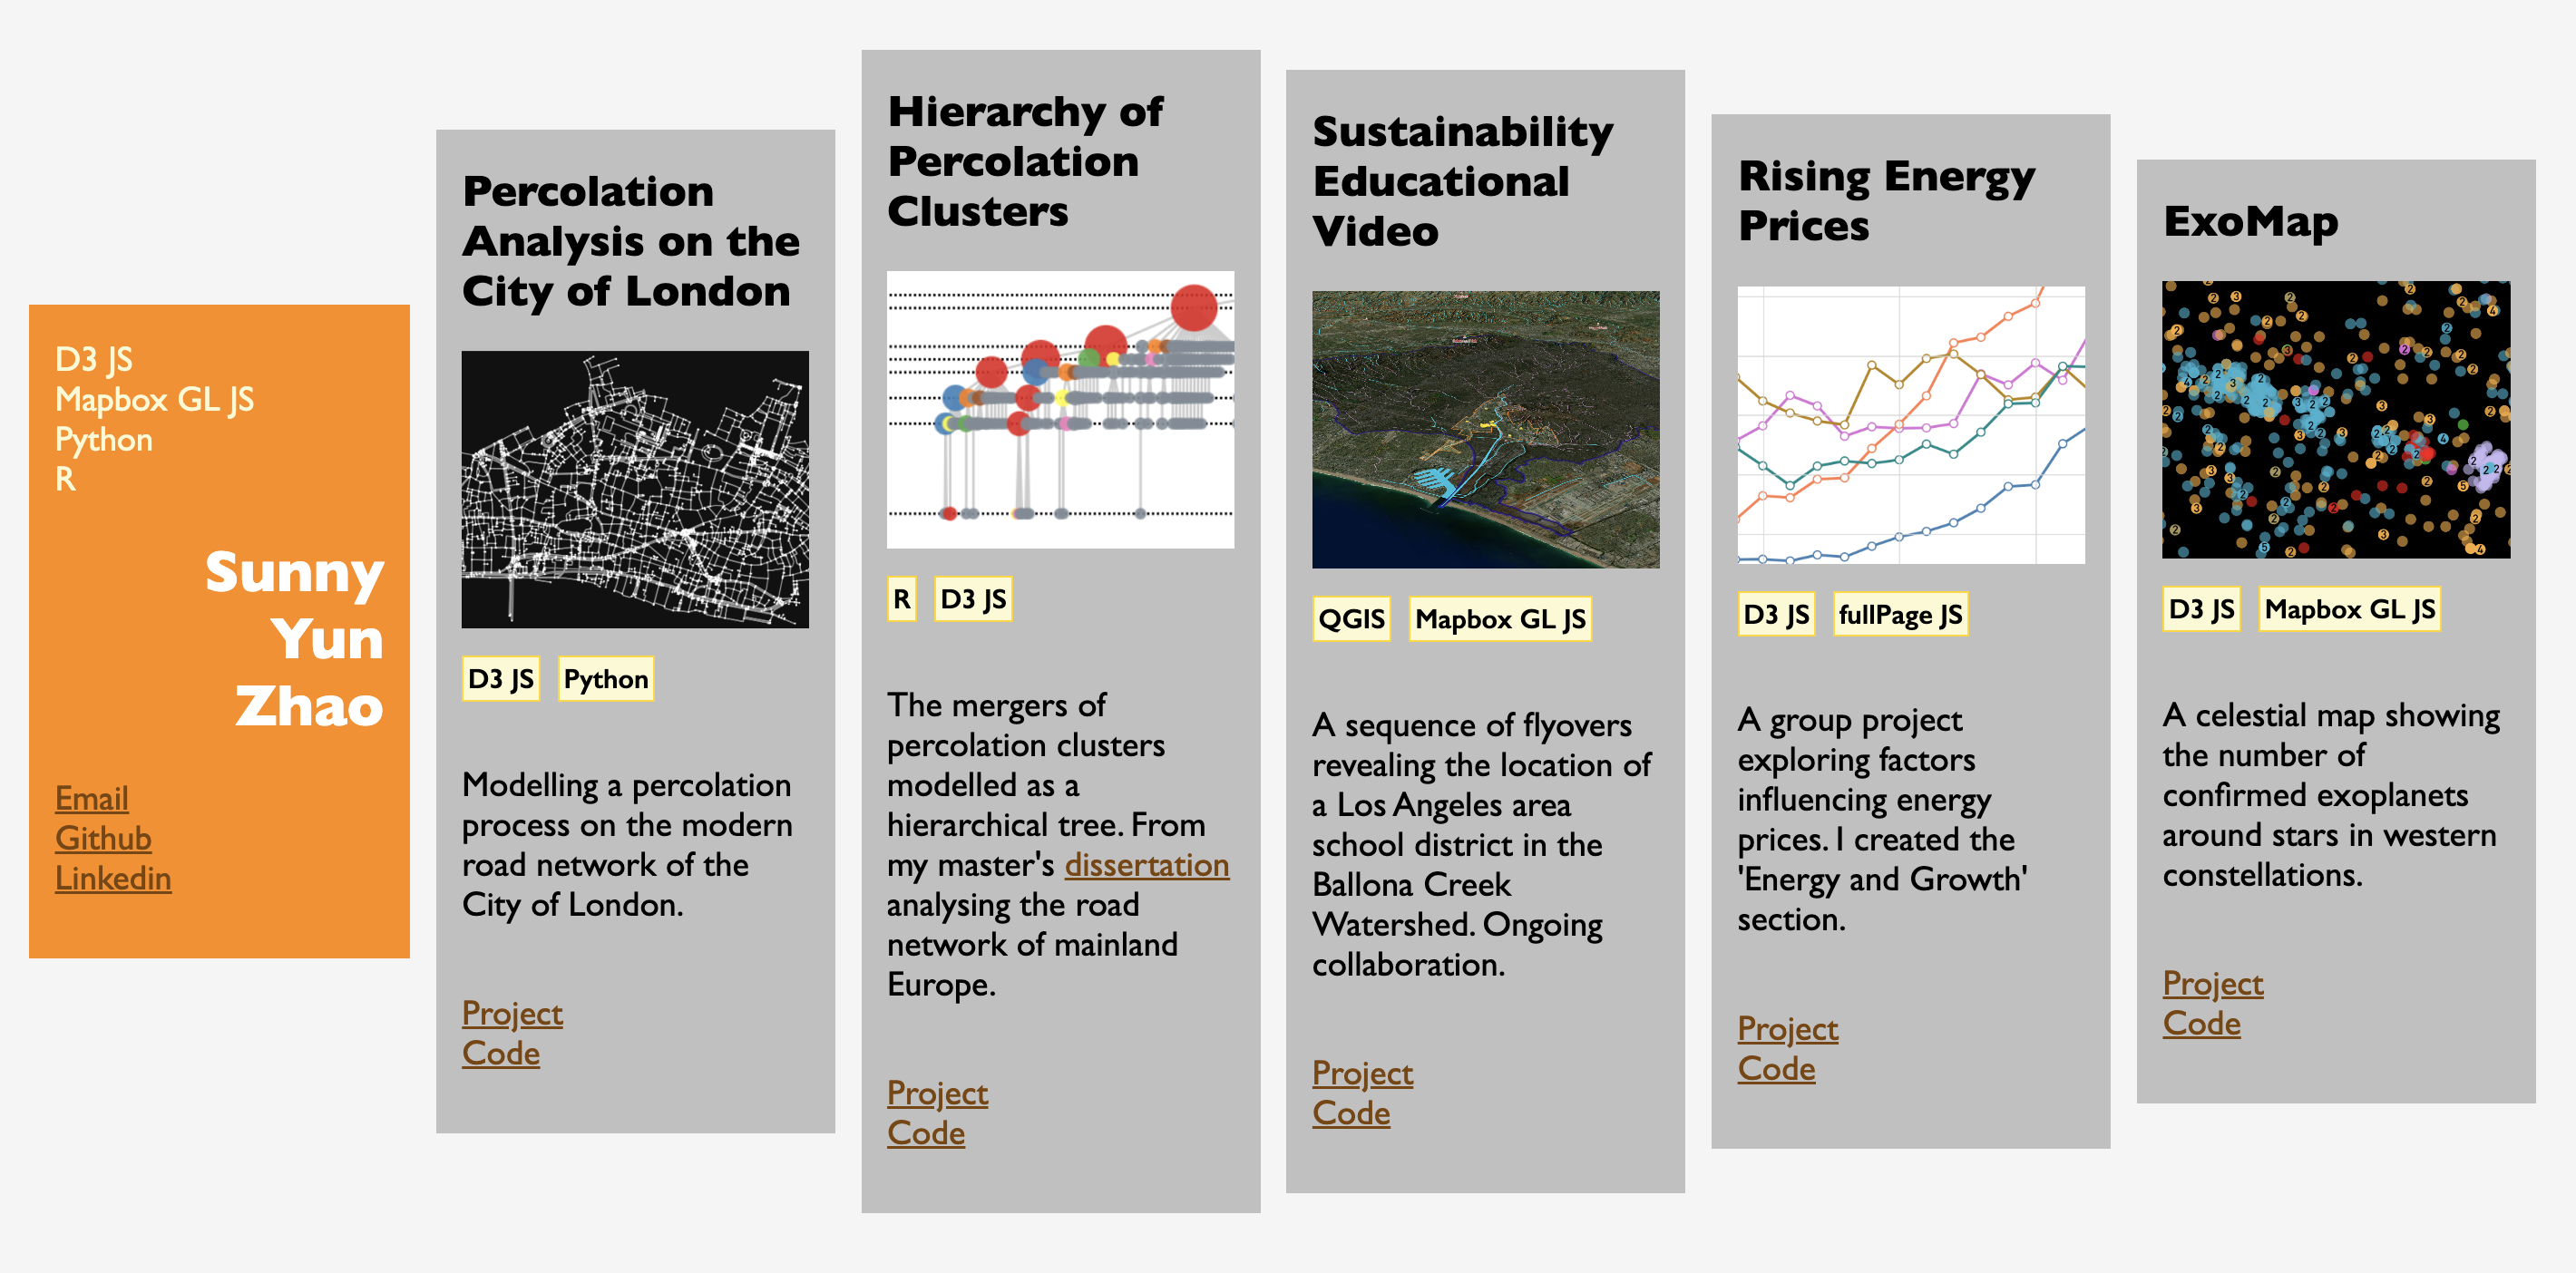 D3 JS
Mapbox GL JS
Python
R
Sunny
Yun
Zhao
Email
Github
Linkedin
Percolation
Analysis on the
City of London
D3 JS Python
Modelling a percolation
process on the modern
road network of the
City of London.
Project
Code
Hierarchy of
Percolation
Clusters
R D3 JS
The mergers of
percolation clusters
modelled as a
hierarchical tree. From
my master's dissertation
analysing the road
network of mainland
Europe.
Project
Code
Sustainability
Educational
Video
QGIS Mapbox GL JS
A sequence of flyovers
revealing the location of
a Los Angeles area
school district in the
Ballona Creek
Watershed. Ongoing
collaboration.
Project
Code
Rising Energy
Prices
D3 JS fullPage JS
A group project
exploring factors
influencing energy
prices. I created the
'Energy and Growth'
section.
Project
Code
ExoMap
D3 JS Mapbox GL JS
A celestial map showing
the number of
confirmed exoplanets
around stars in western
constellations.
Project
Code